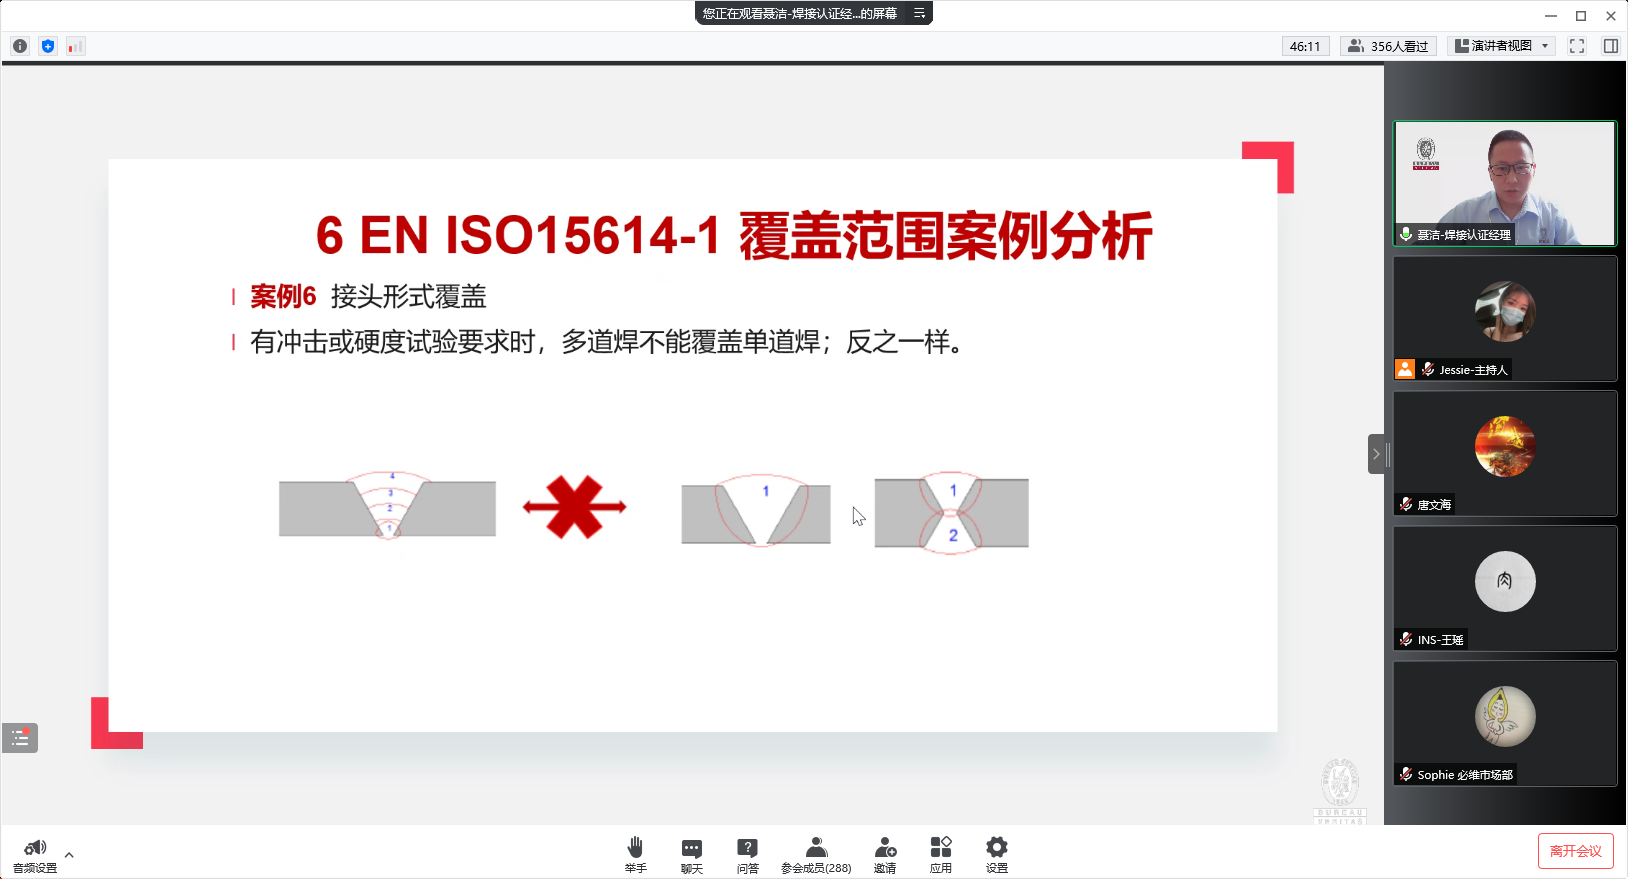 您正在观看聂洁-焊接认证经...的屏幕
46:11
356人看过
演讲者视图
6 EN ISO15614-1 覆盖范围案例分析
案例6 接头形式覆盖
有冲击或硬度试验要求时，多道焊不能覆盖单道焊；反之一样。
4
3
2
1
1
1
2
聂洁-焊接认证经理
Jessie-主持人
唐文海
肉
INS-王瑶
Sophie 必维市场部
BUREAU
VERITAS
音频设置
举手
聊天
问答
参会成员(288)
邀请
应用
设置
离开会议